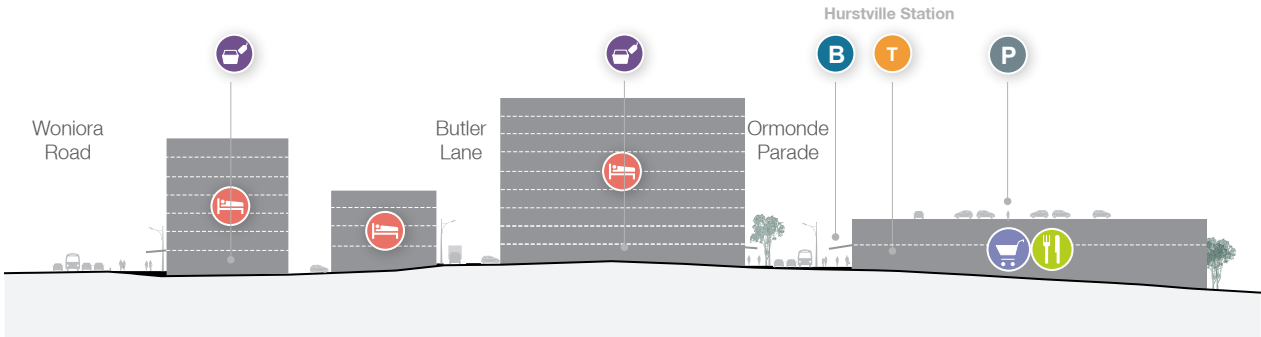 Hurstville Station
B
T
P
Woniora
Road
Butler
Lane
Ormonde
Parade